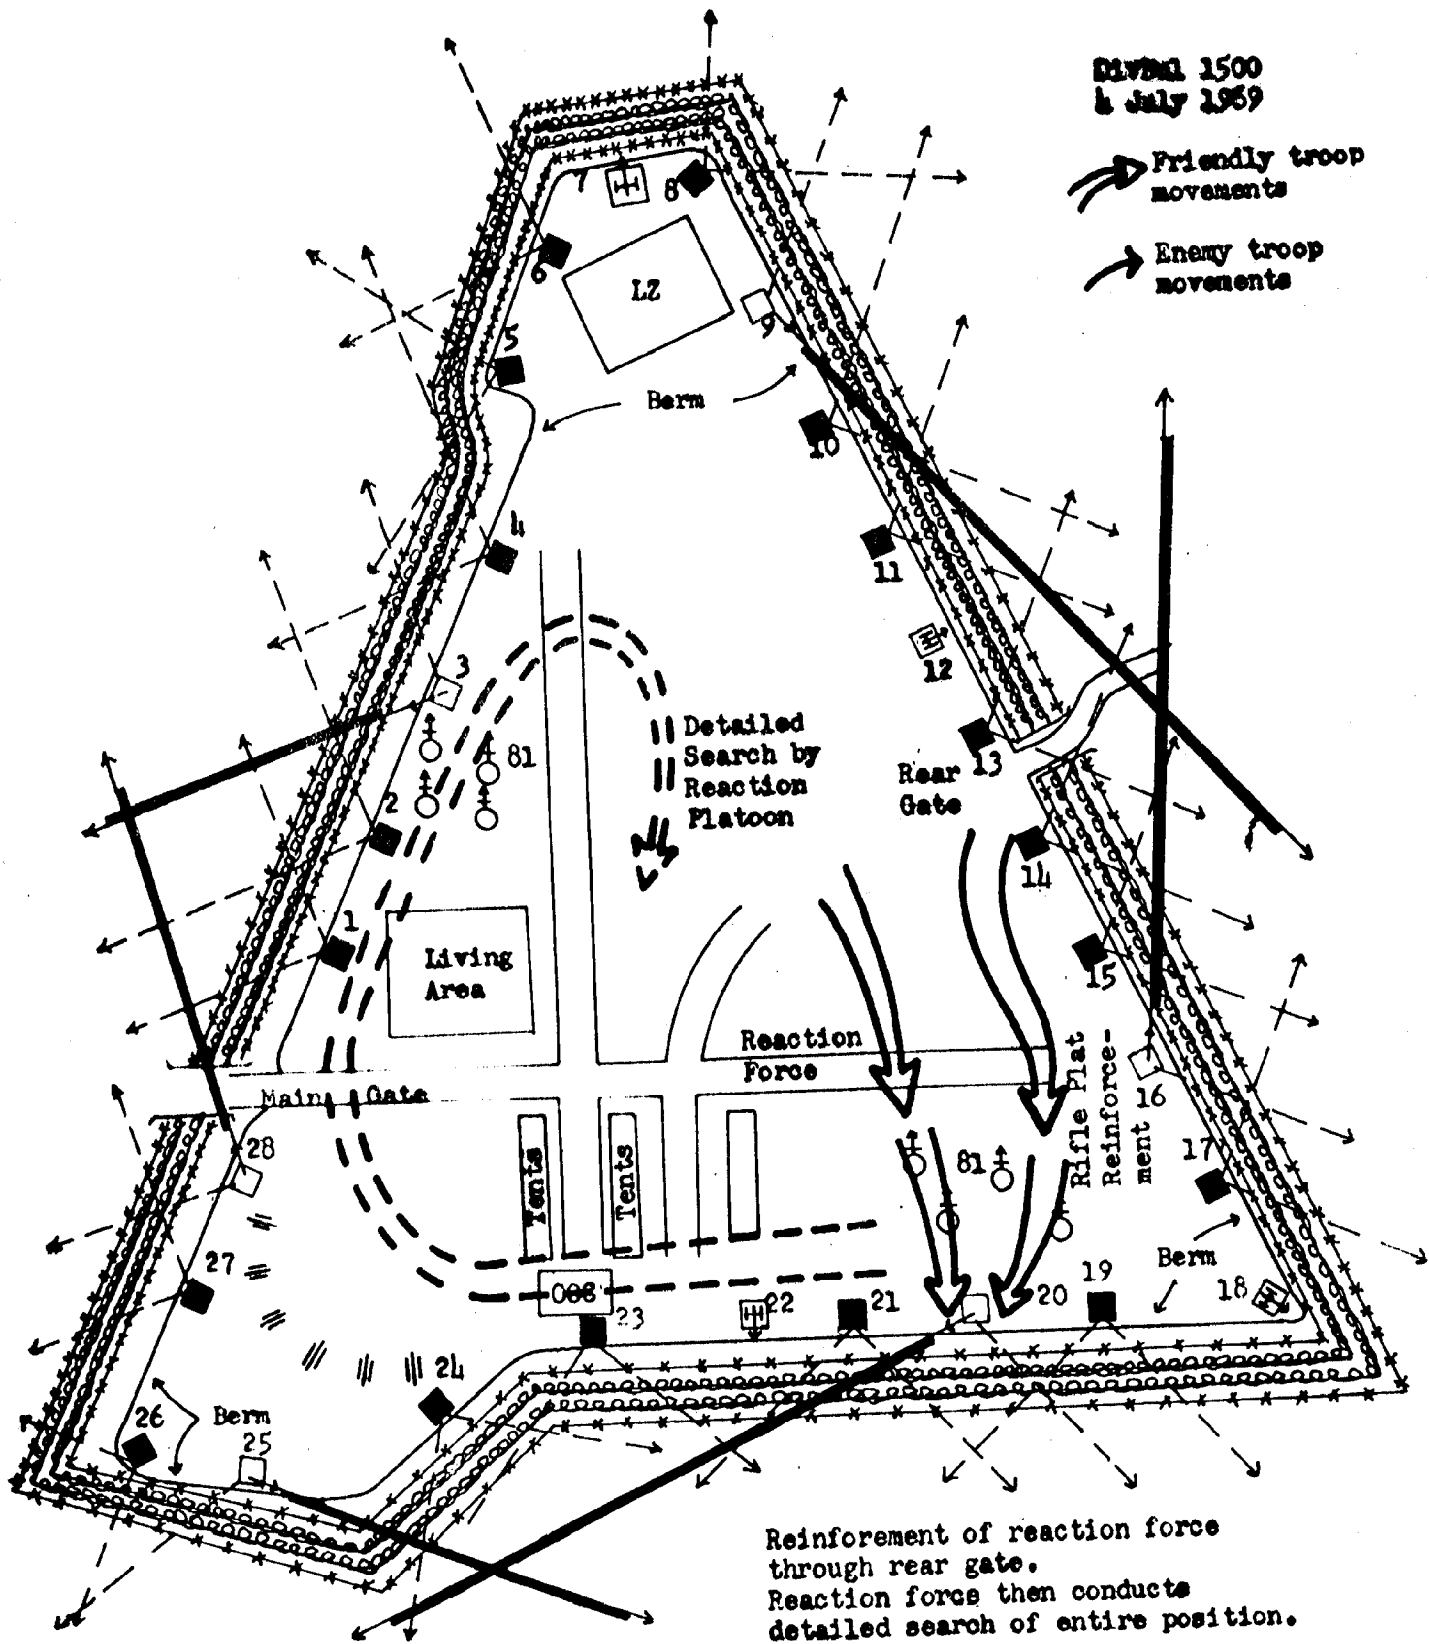 DivBul 1500
4 July 1969
Friendly troop
movements
Enemy troop
movements
7
8
6
LZ
9
5
Berm
10
4
11
12
3
81
Detailed
Search by
Reaction
Platoon
13
Rear
Gate
2
14
1
Living
Area
15
Reaction
Force
Rifle Plat
Reinforce-
ment
16
Main Gate
28
81
17
Tents
Tents
27
Berm
COC
22
21
20
19
18
23
24
26
Berm
25
Reinforement of reaction force
through rear gate.
Reaction force then conducts
detailed search of entire position.